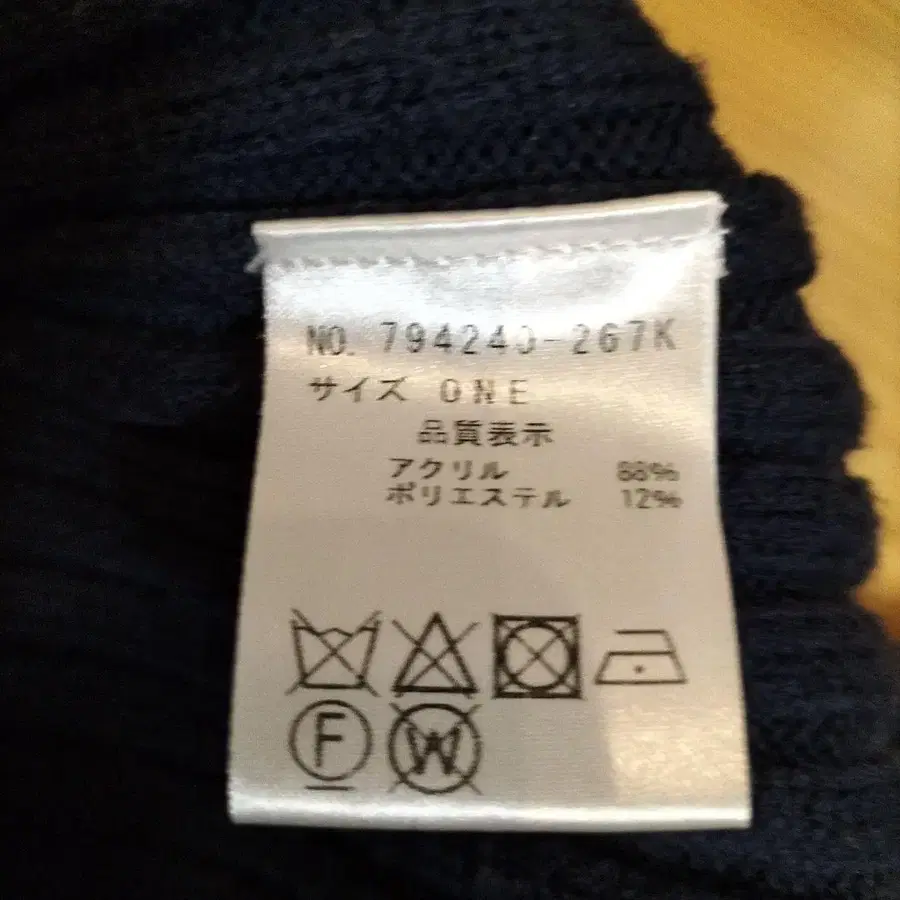 NO. 794240-267K
サイズ ONE
品質表示
アクリル 88%
ポリエステル 12%
F W